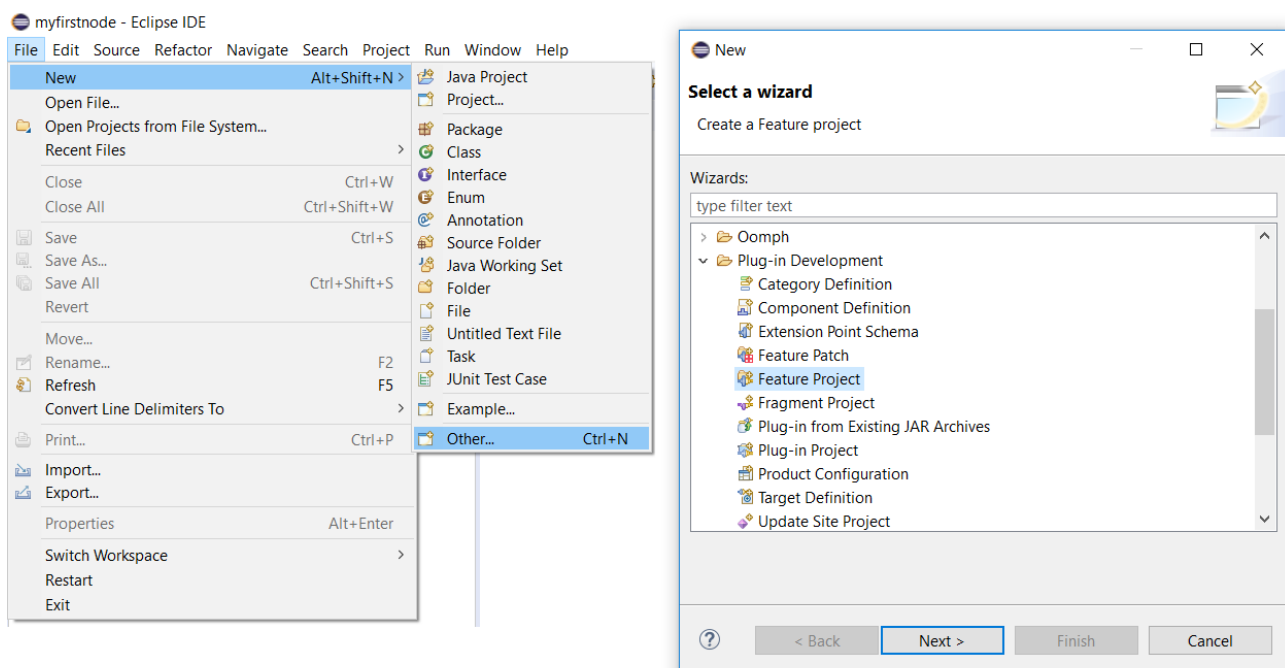 myfirstnode - Eclipse IDE
File Edit Source Refactor Navigate Search Project Run Window Help
New Alt+Shift+N >
Open File...
Open Projects from File System...
Recent Files >
Close Ctrl+W
Close All Ctrl+Shift+W
Save Ctrl+S
Save As...
Save All Ctrl+Shift+S
Revert
Move...
Rename... F2
Refresh F5
Convert Line Delimiters To >
Print... Ctrl+P
Import...
Export...
Properties Alt+Enter
Switch Workspace >
Restart
Exit
Java Project
Project...
Package
Class
Interface
Enum
Annotation
Source Folder
Java Working Set
Folder
File
Untitled Text File
Task
JUnit Test Case
Example...
Other... Ctrl+N
New
Select a wizard
Create a Feature project
Wizards:
type filter text
Oomph
Plug-in Development
Category Definition
Component Definition
Extension Point Schema
Feature Patch
Feature Project
Fragment Project
Plug-in from Existing JAR Archives
Plug-in Project
Product Configuration
Target Definition
Update Site Project
? < Back Next > Finish Cancel